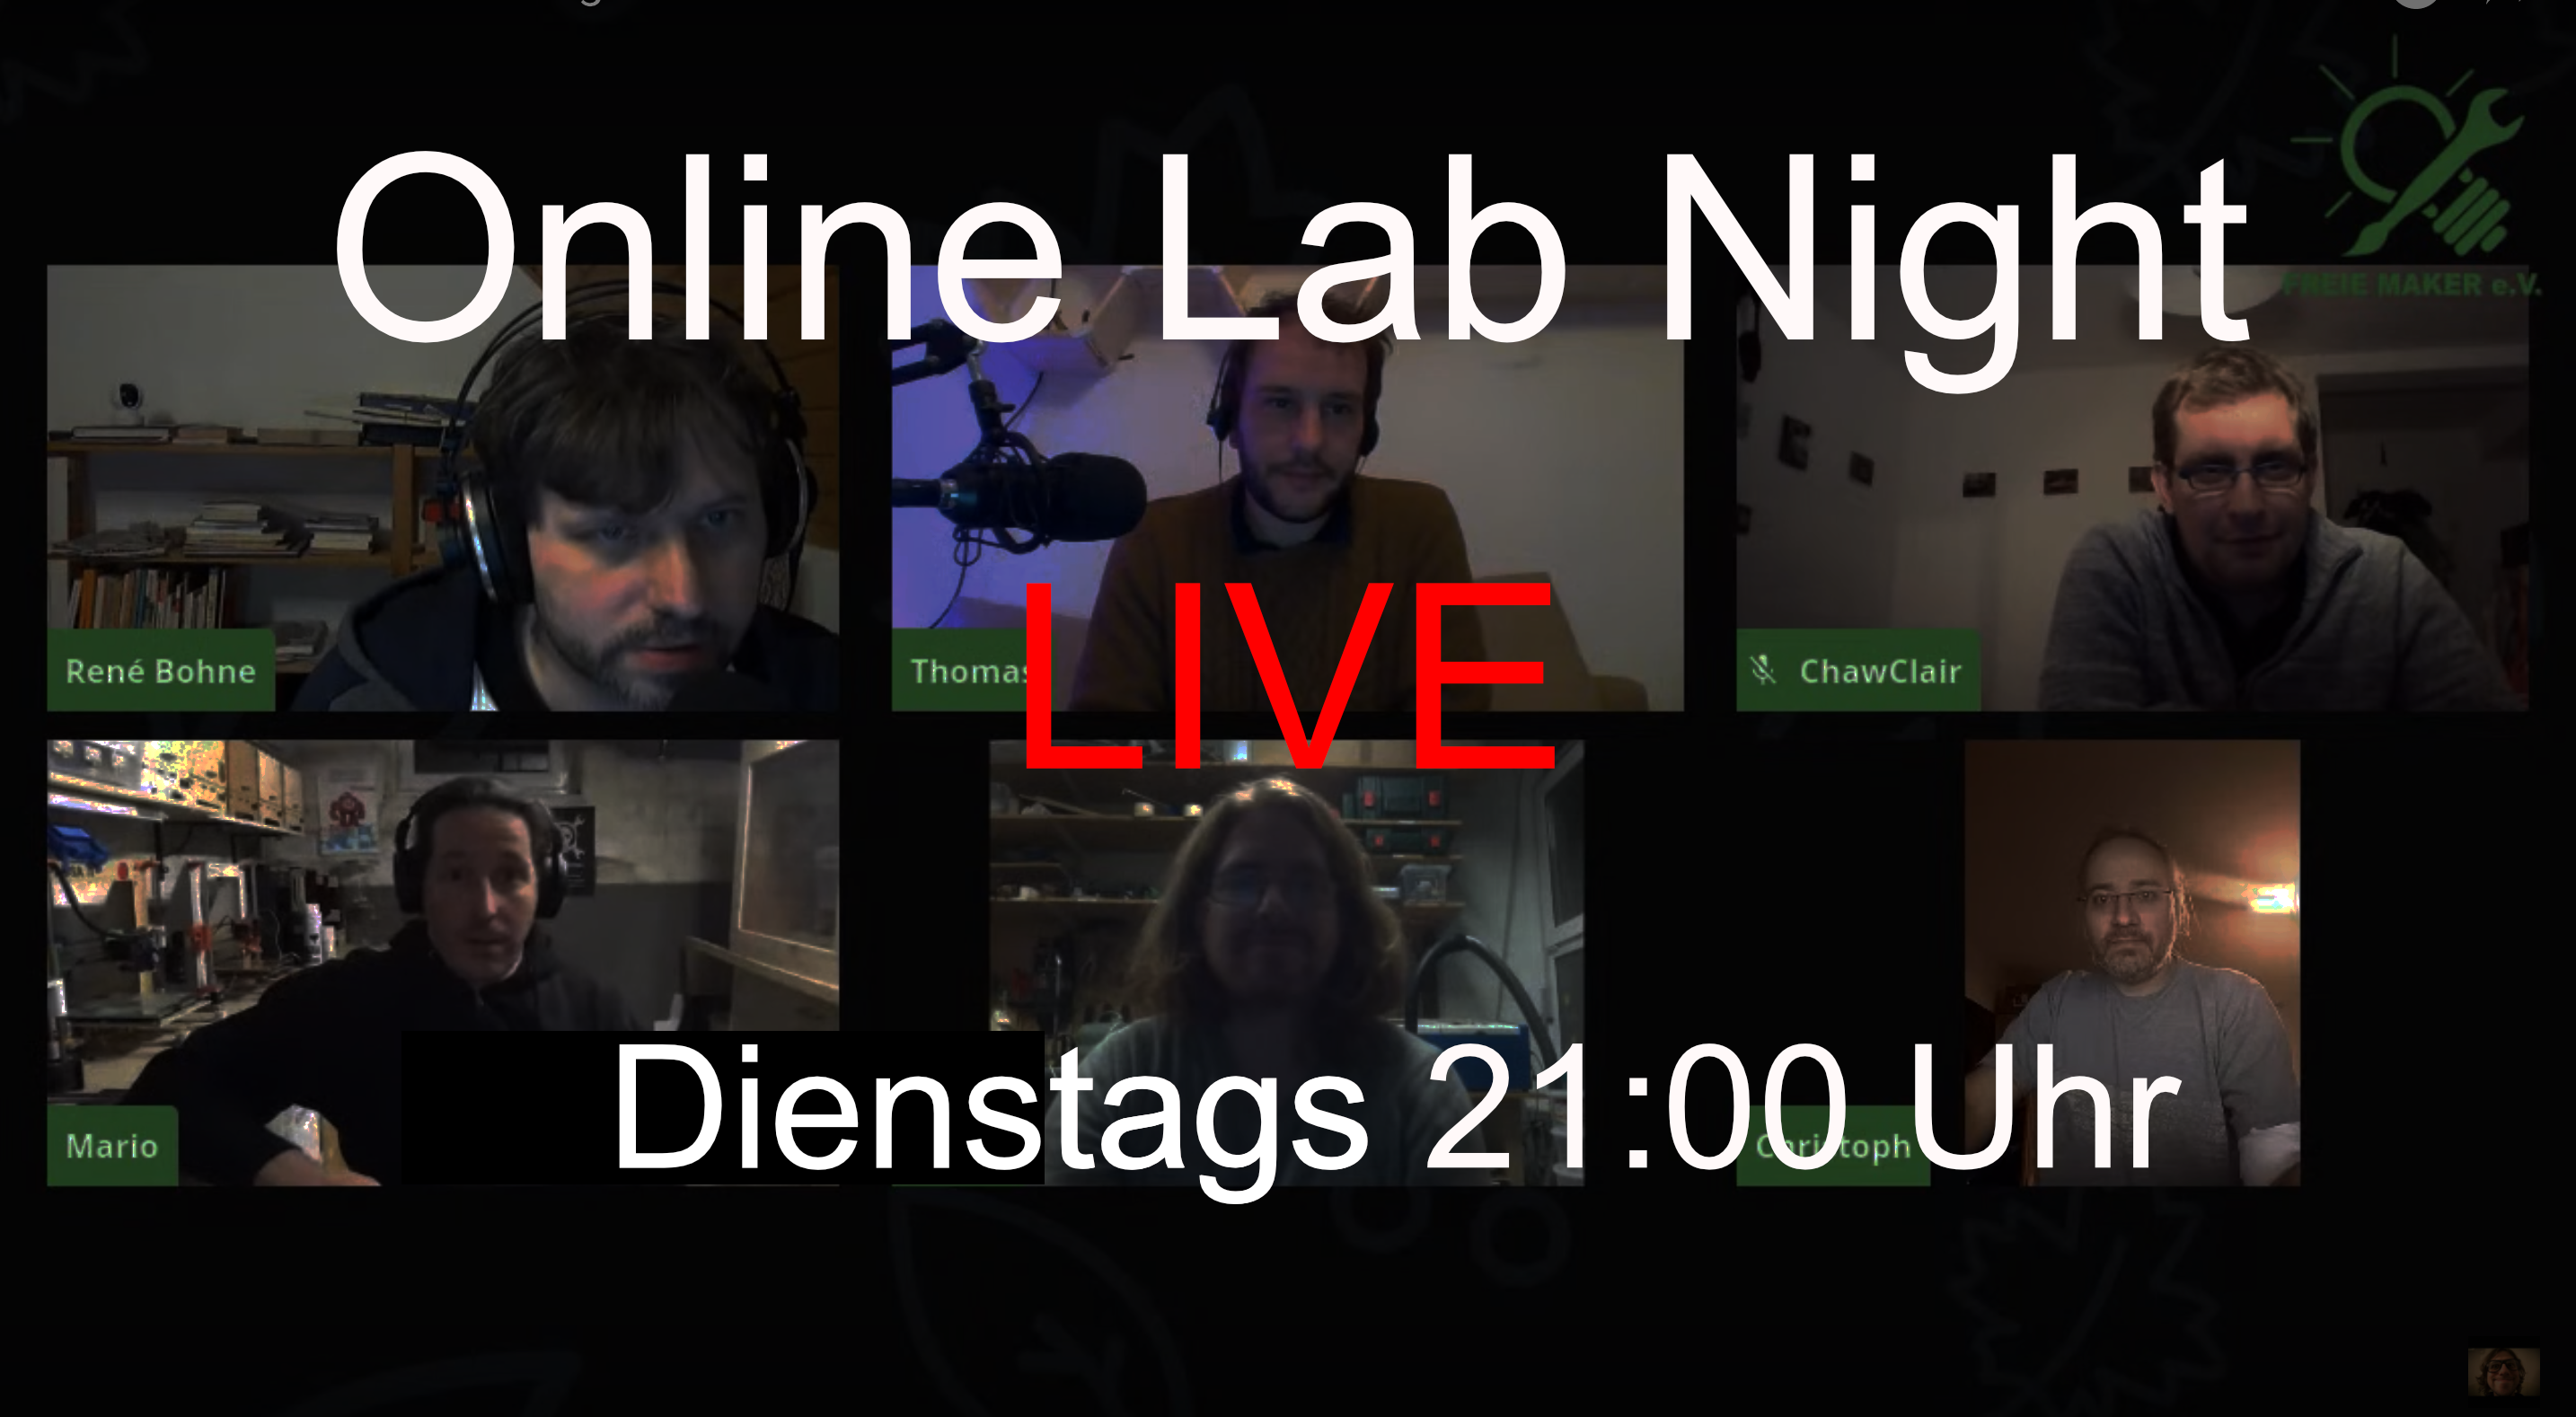 Online Lab Night
FREIE MAKER e.V.
LIVE
René Bohne
Thomas
ChawClair
Dienstags 21:00 Uhr
Mario
Christoph